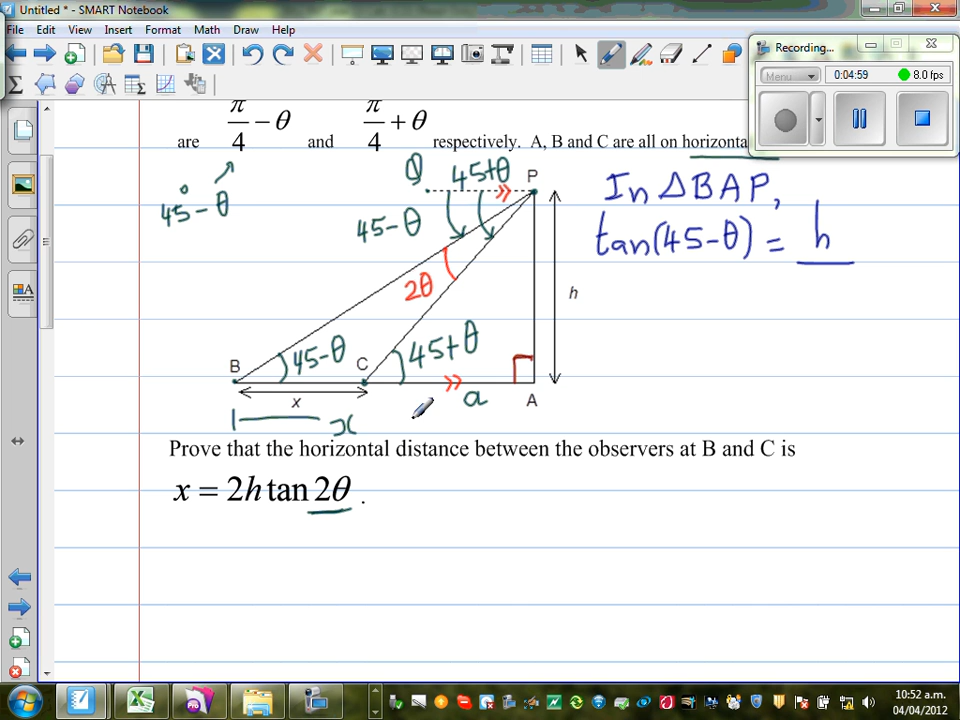 Untitled * - SMART Notebook
File Edit View Insert Format Math Draw Help
Recording...
Menu
0:04:59
8.0 fps
are π/4 − θ and π/4 + θ respectively. A, B and C are all on horizonta
45° − θ
Q 45+θ P
45−θ
2θ
In ΔBAP,
tan(45−θ) = h
h
B 45−θ C 45+θ
x a A
x
Prove that the horizontal distance between the observers at B and C is
x = 2h tan 2θ .
10:52 a.m.
04/04/2012